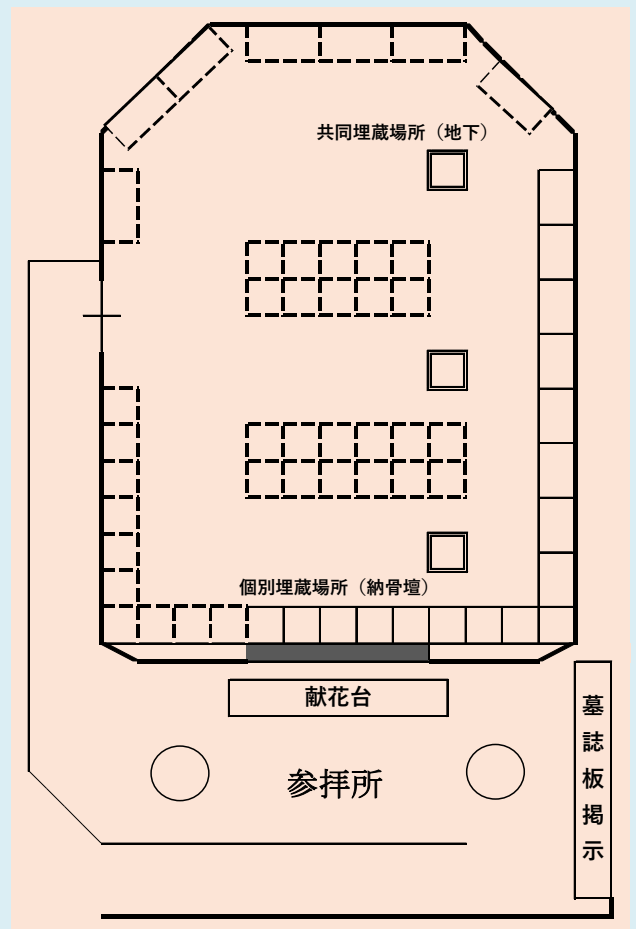 共同埋蔵場所（地下）
個別埋蔵場所（納骨壇）
献花台
参拝所
墓誌板掲示